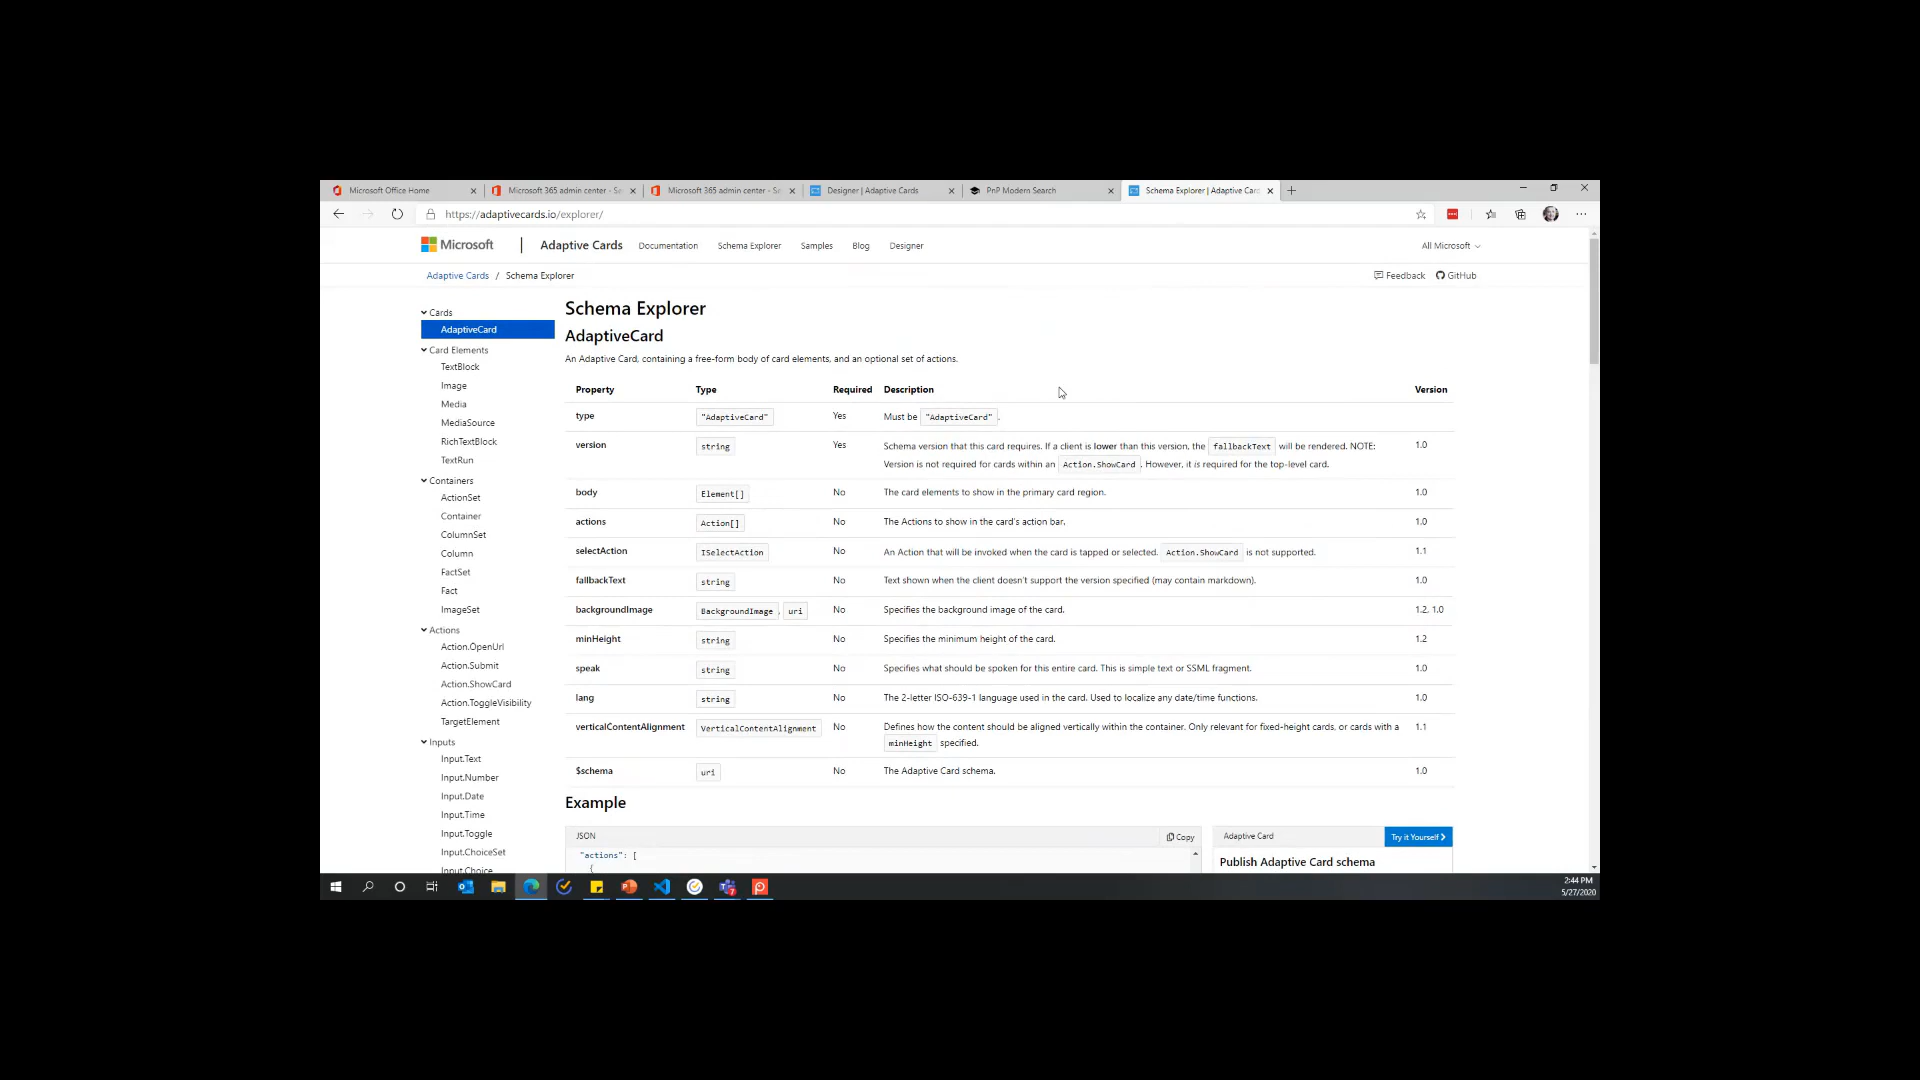 Microsoft Office Home
Microsoft 365 admin center - Se
Microsoft 365 admin center - Se
Designer | Adaptive Cards
PnP Modern Search
Schema Explorer | Adaptive Car
https://adaptivecards.io/explorer/
Microsoft
Adaptive Cards
Documentation
Schema Explorer
Samples
Blog
Designer
All Microsoft
Adaptive Cards / Schema Explorer
Feedback
GitHub
Cards
AdaptiveCard
Card Elements
TextBlock
Image
Media
MediaSource
RichTextBlock
TextRun
Containers
ActionSet
Container
ColumnSet
Column
FactSet
Fact
ImageSet
Actions
Action.OpenUrl
Action.Submit
Action.ShowCard
Action.ToggleVisibility
TargetElement
Inputs
Input.Text
Input.Number
Input.Date
Input.Time
Input.Toggle
Input.ChoiceSet
Input.Choice
Schema Explorer
AdaptiveCard
An Adaptive Card, containing a free-form body of card elements, and an optional set of actions.
Property Type Required Description Version
type "AdaptiveCard" Yes Must be "AdaptiveCard" .
version string Yes Schema version that this card requires. If a client is lower than this version, the fallbackText will be rendered. NOTE: 1.0
Version is not required for cards within an Action.ShowCard . However, it is required for the top-level card.
body Element[] No The card elements to show in the primary card region. 1.0
actions Action[] No The Actions to show in the card's action bar. 1.0
selectAction ISelectAction No An Action that will be invoked when the card is tapped or selected. Action.ShowCard is not supported. 1.1
fallbackText string No Text shown when the client doesn't support the version specified (may contain markdown). 1.0
backgroundImage BackgroundImage , uri No Specifies the background image of the card. 1.2, 1.0
minHeight string No Specifies the minimum height of the card. 1.2
speak string No Specifies what should be spoken for this entire card. This is simple text or SSML fragment. 1.0
lang string No The 2-letter ISO-639-1 language used in the card. Used to localize any date/time functions. 1.0
verticalContentAlignment VerticalContentAlignment No Defines how the content should be aligned vertically within the container. Only relevant for fixed-height cards, or cards with a 1.1
minHeight specified.
$schema uri No The Adaptive Card schema. 1.0
Example
JSON
Copy
"actions": [
{
Adaptive Card
Try it Yourself
Publish Adaptive Card schema
2:44 PM
5/27/2020